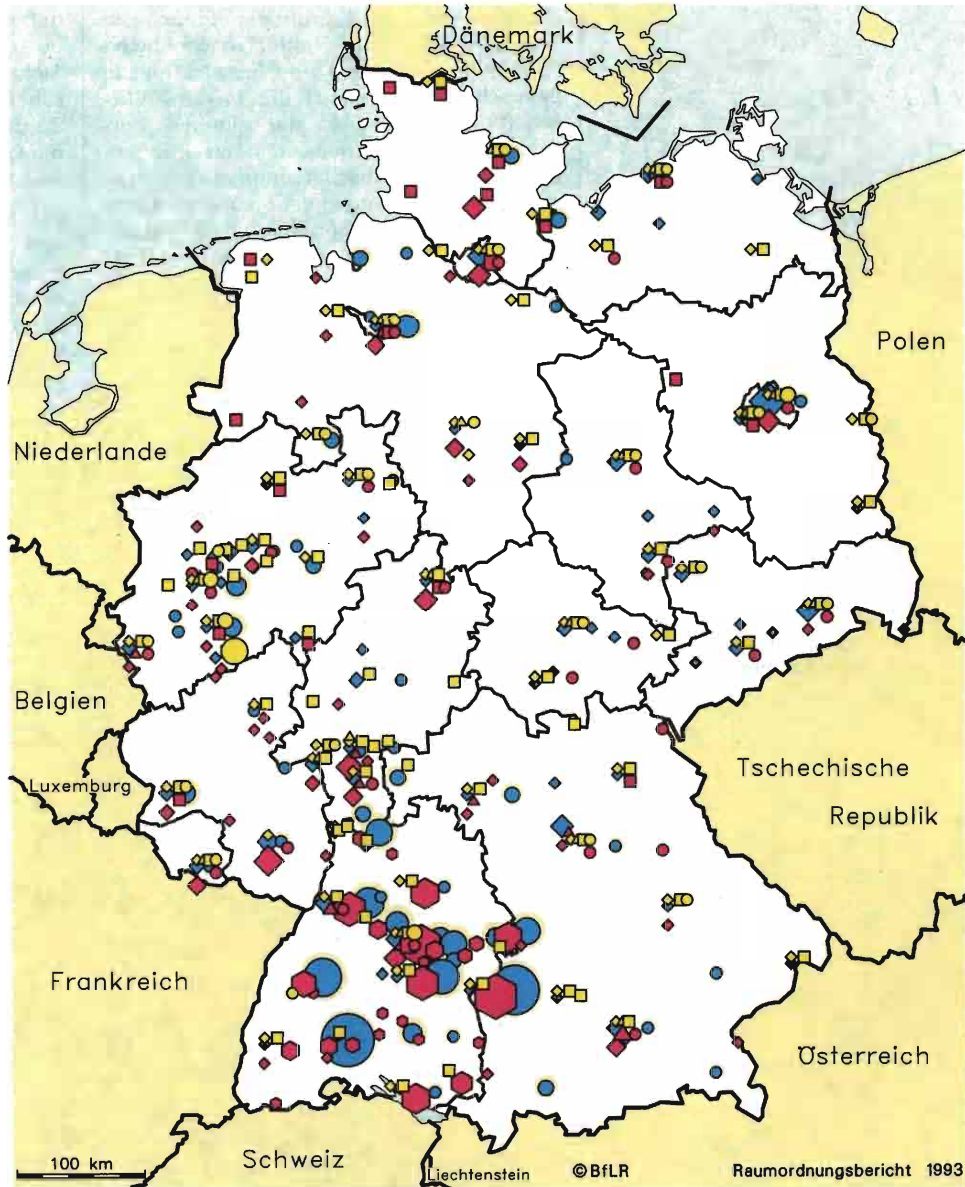 Dänemark
Polen
Niederlande
Belgien
Luxemburg
Tschechische
Republik
Frankreich
Österreich
Schweiz
Liechtenstein
100 km
©BfLR
Raumordnungsbericht 1993